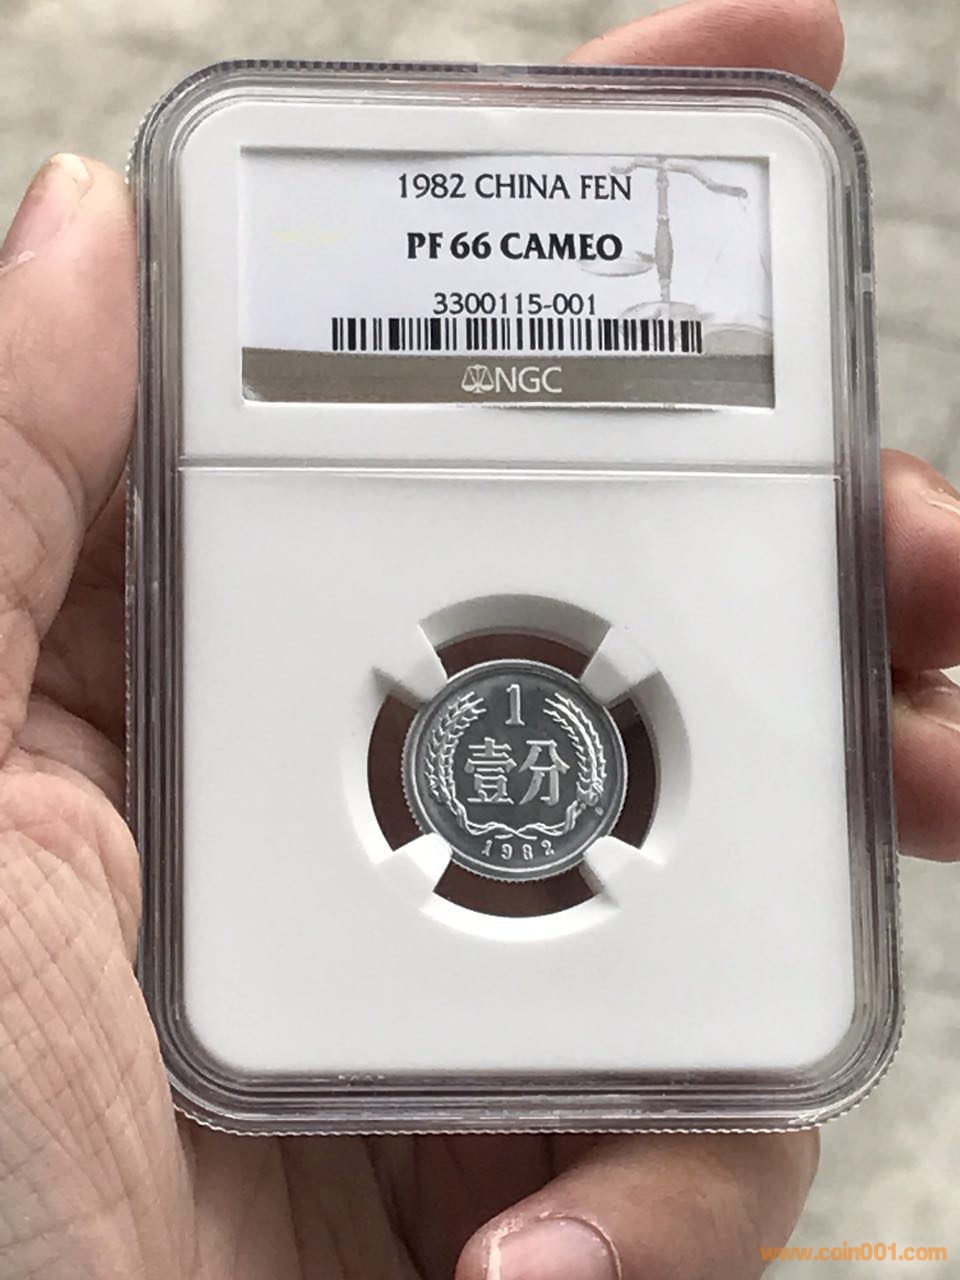 1982 CHINA FEN
PF 66 CAMEO
3300115-001
NGC
1
壹分
1982
www.coin001.com